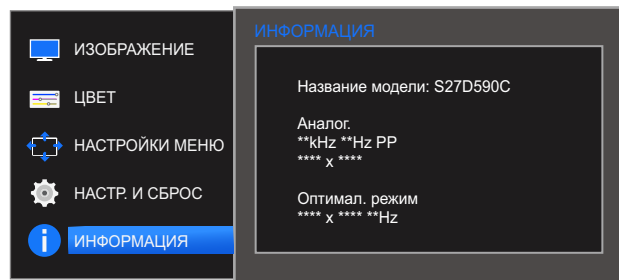 ИЗОБРАЖЕНИЕ
ЦВЕТ
НАСТРОЙКИ МЕНЮ
НАСТР. И СБРОС
ИНФОРМАЦИЯ
ИНФОРМАЦИЯ
Название модели: S27D590C
Аналог.
**kHz **Hz PP
**** x ****
Оптимал. режим
**** x **** **Hz